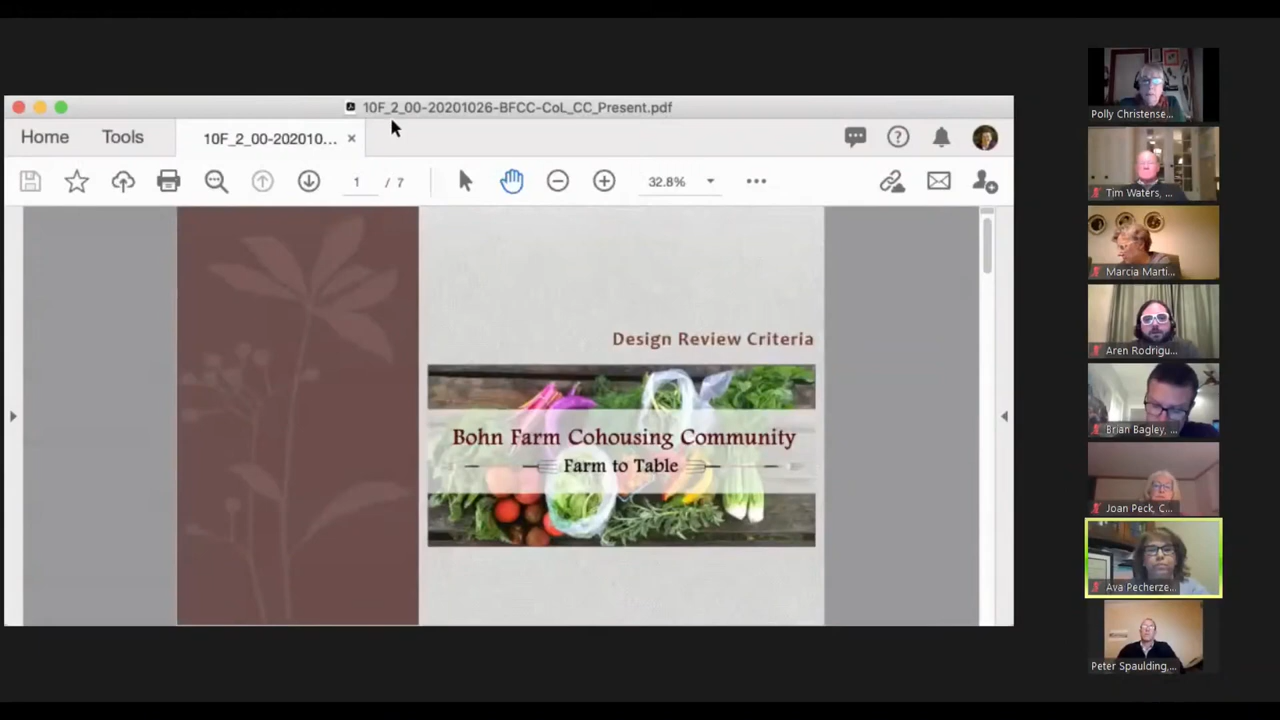 10F_2_00-20201026-BFCC-CoL_CC_Present.pdf
Home
Tools
10F_2_00-202010...
1 / 7
32.8%
Design Review Criteria
Bohn Farm Cohousing Community
Farm to Table
Polly Christense...
Tim Waters, ...
Marcia Marti...
Aren Rodrigu...
Brian Bagley, ...
Joan Peck, C...
Ava Pecherze...
Peter Spaulding,...